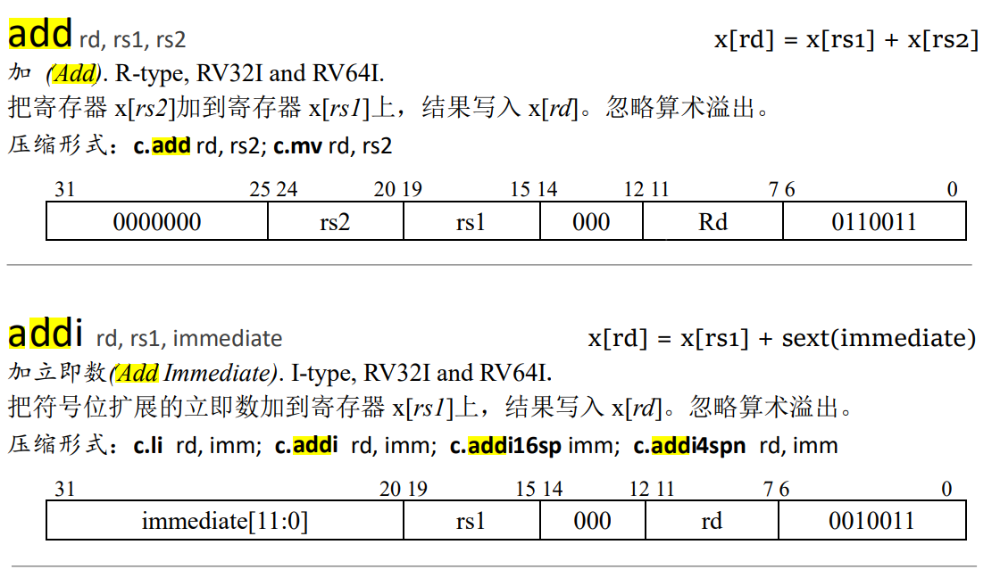 add rd, rs1, rs2 x[rd] = x[rs1] + x[rs2]
加 (Add). R-type, RV32I and RV64I.
把寄存器 x[rs2]加到寄存器 x[rs1]上，结果写入 x[rd]。忽略算术溢出。
压缩形式：c.add rd, rs2; c.mv rd, rs2
31 25 24 20 19 15 14 12 11 7 6 0
0000000 rs2 rs1 000 Rd 0110011
addi rd, rs1, immediate x[rd] = x[rs1] + sext(immediate)
加立即数(Add Immediate). I-type, RV32I and RV64I.
把符号位扩展的立即数加到寄存器 x[rs1]上，结果写入 x[rd]。忽略算术溢出。
压缩形式：c.li rd, imm; c.addi rd, imm; c.addi16sp imm; c.addi4spn rd, imm
31 20 19 15 14 12 11 7 6 0
immediate[11:0] rs1 000 rd 0010011